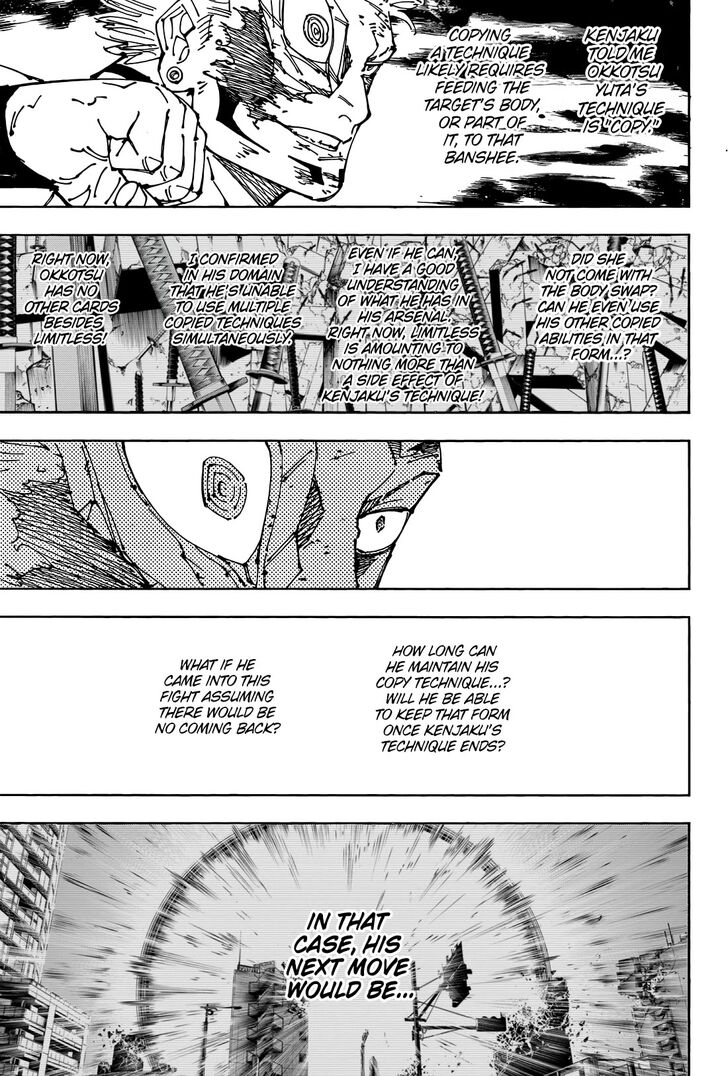 KENJAKU
TOLD ME
OKKOTSU
YUTA'S
TECHNIQUE
IS "COPY."
COPYING
A TECHNIQUE
LIKELY REQUIRES
FEEDING THE
TARGET'S BODY,
OR PART OF
IT, TO THAT
BANSHEE.
DID SHE
NOT COME WITH
THE BODY SWAP?
CAN HE EVEN USE
HIS OTHER COPIED
ABILITIES IN THAT
FORM...?
EVEN IF HE CAN,
I HAVE A GOOD
UNDERSTANDING
OF WHAT HE HAS IN
HIS ARSENAL.
RIGHT NOW, LIMITLESS
IS AMOUNTING TO
NOTHING MORE THAN
A SIDE EFFECT OF
KENJAKU'S TECHNIQUE!
I CONFIRMED
IN HIS DOMAIN
THAT HE'S UNABLE
TO USE MULTIPLE
COPIED TECHNIQUES
SIMULTANEOUSLY.
RIGHT NOW,
OKKOTSU
HAS NO
OTHER CARDS
BESIDES
LIMITLESS!
HOW LONG CAN
HE MAINTAIN HIS
COPY TECHNIQUE...?
WILL HE BE ABLE
TO KEEP THAT FORM
ONCE KENJAKU'S
TECHNIQUE ENDS?
WHAT IF HE
CAME INTO THIS
FIGHT ASSUMING
THERE WOULD BE
NO COMING BACK?
IN THAT
CASE, HIS
NEXT MOVE
WOULD BE...